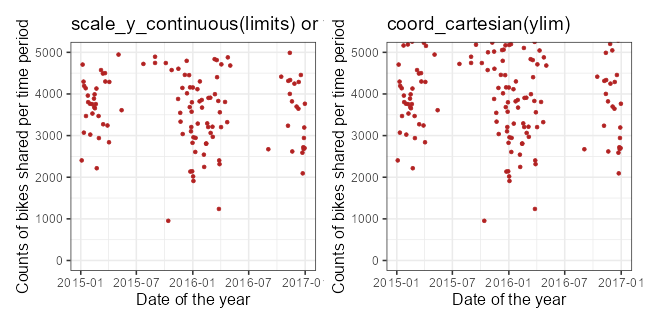 scale_y_continuous(limits) or
coord_cartesian(ylim)
Counts of bikes shared per time period
5000
4000
3000
2000
1000
0
2015-01 2015-07 2016-01 2016-07 2017-0
Date of the year
Counts of bikes shared per time period
5000
4000
3000
2000
1000
0
2015-01 2015-07 2016-01 2016-07 2017-01
Date of the year